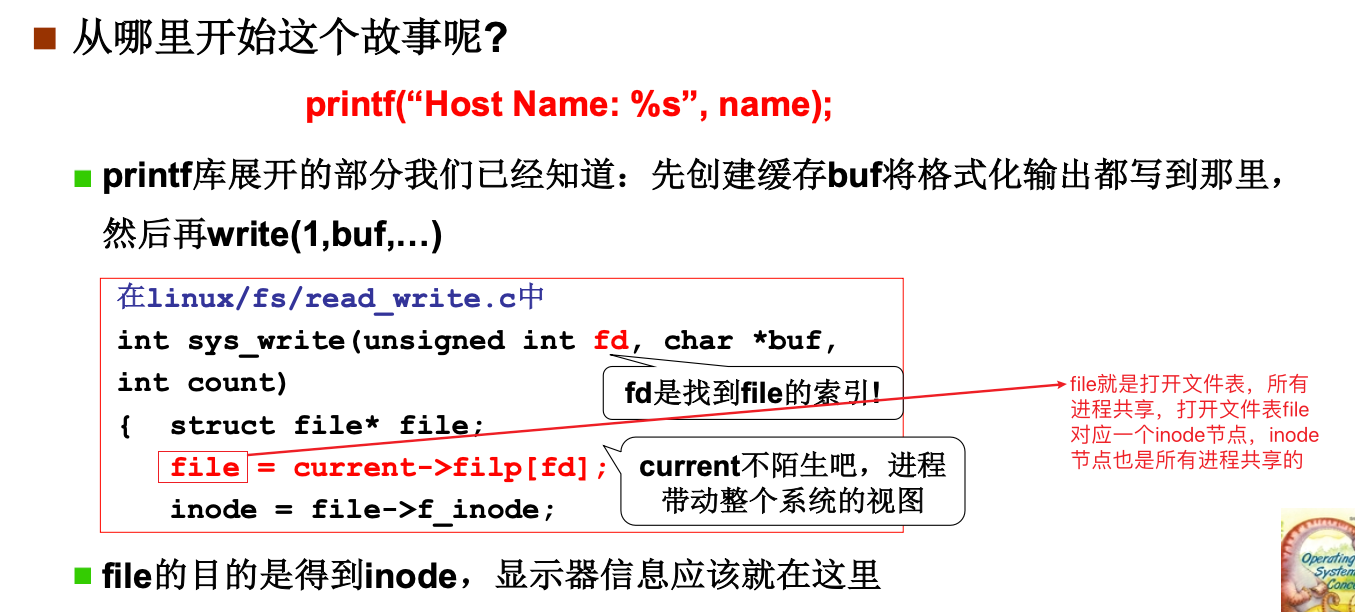 从哪里开始这个故事呢?
printf(“Host Name: %s”, name);
printf库展开的部分我们已经知道：先创建缓存buf将格式化输出都写到那里，
然后再write(1,buf,…)
在linux/fs/read_write.c中
int sys_write(unsigned int fd, char *buf,
int count)
fd是找到file的索引!
{ struct file* file;
file = current->filp[fd];
current不陌生吧，进程
带动整个系统的视图
inode = file->f_inode;
file就是打开文件表，所有
进程共享，打开文件表file
对应一个inode节点，inode
节点也是所有进程共享的
file的目的是得到inode，显示器信息应该就在这里
Operating
System